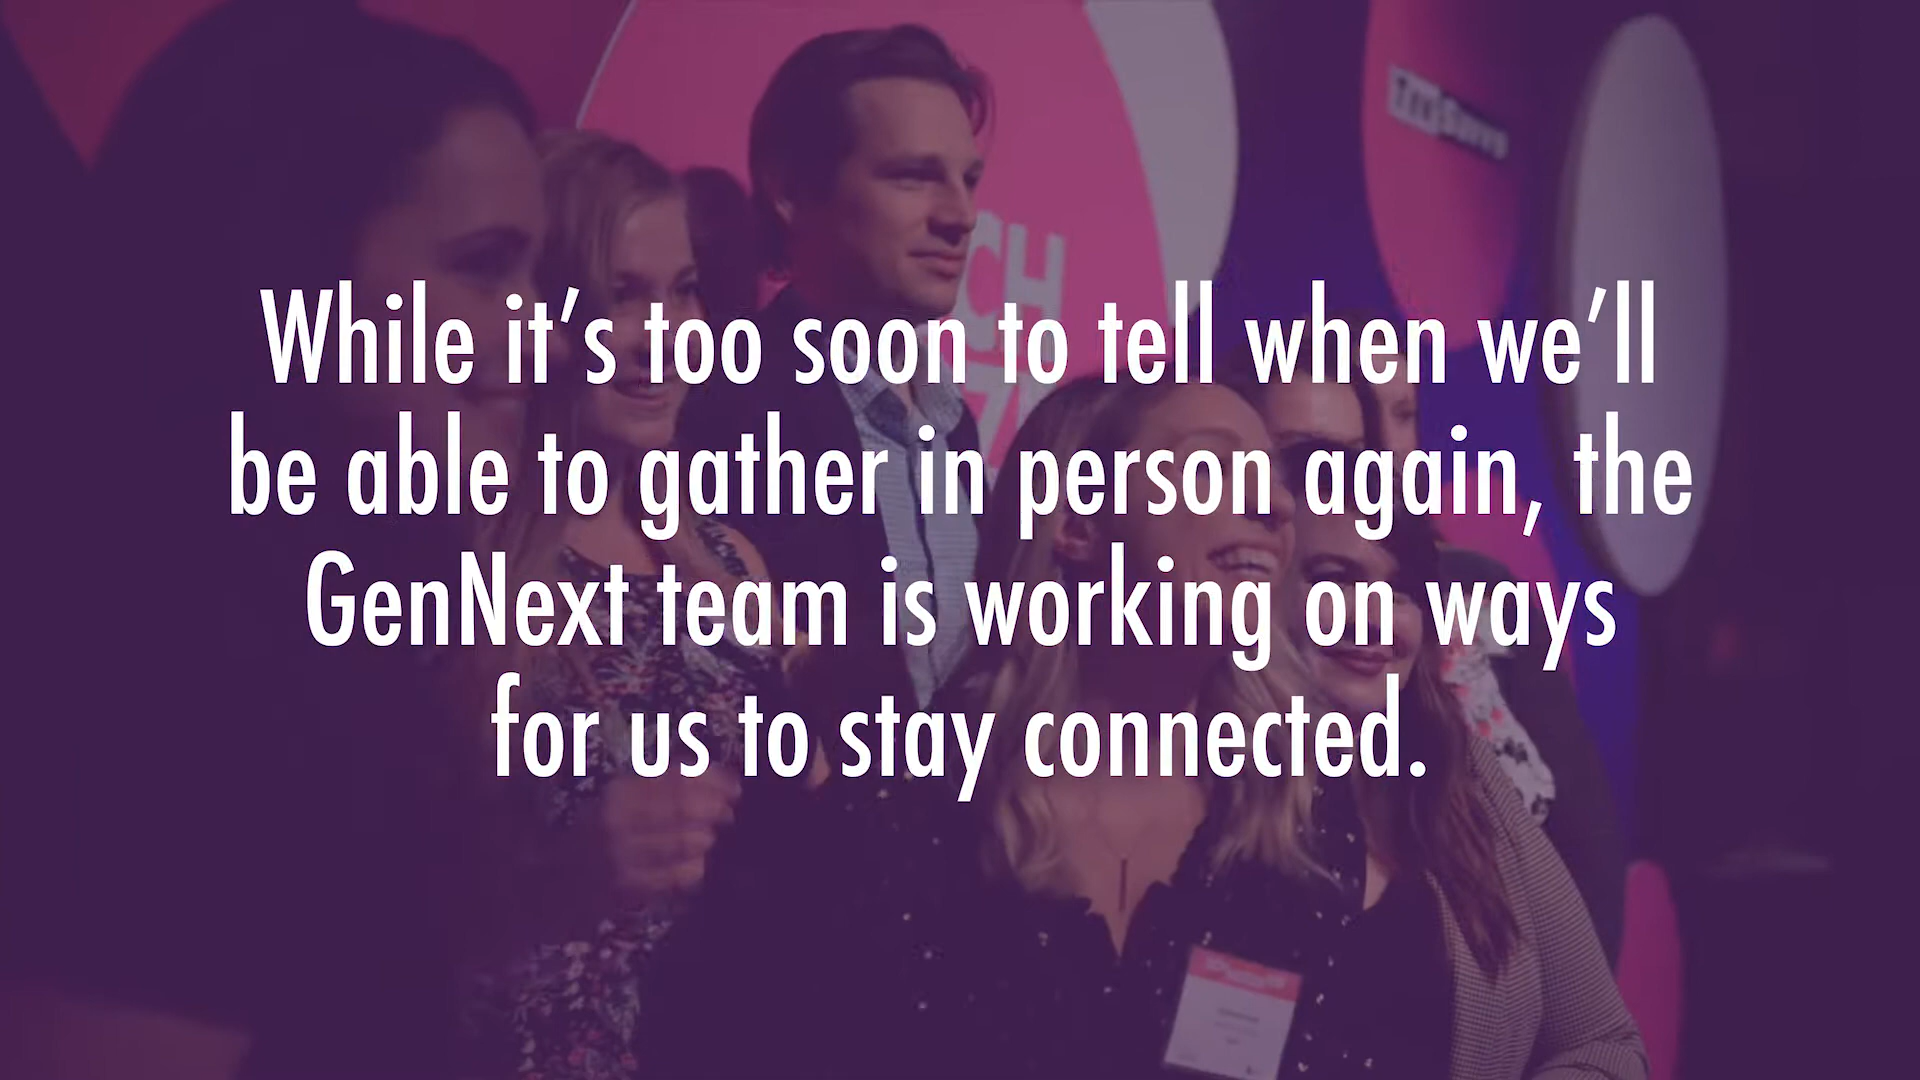 While it’s too soon to tell when we’ll
be able to gather in person again, the
GenNext team is working on ways
for us to stay connected.
CH